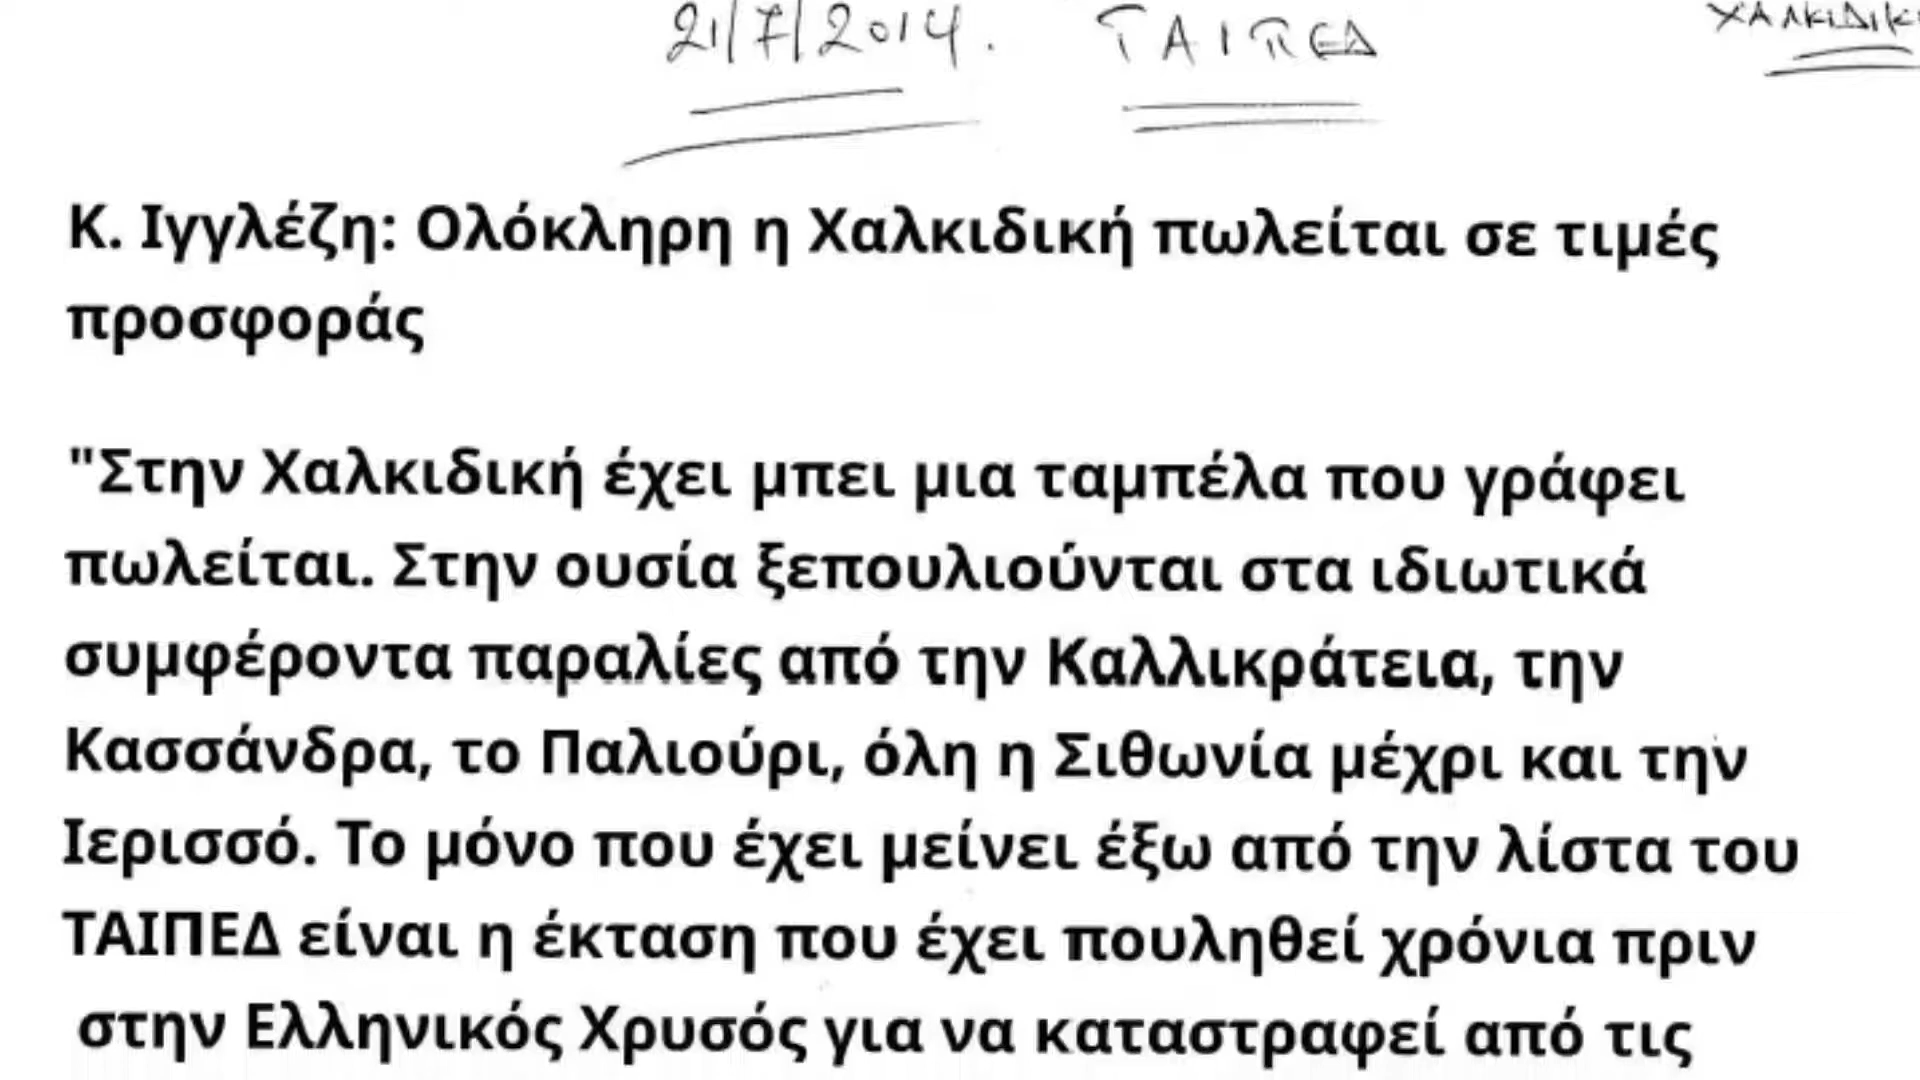 21/7/2014. ΤΑΙΠΕΔ ΧΑΛΚΙΔΙΚ
Κ. Ιγγλέζη: Ολόκληρη η Χαλκιδική πωλείται σε τιμές
προσφοράς
"Στην Χαλκιδική έχει μπει μια ταμπέλα που γράφει
πωλείται. Στην ουσία ξεπουλιούνται στα ιδιωτικά
συμφέροντα παραλίες από την Καλλικράτεια, την
Κασσάνδρα, το Παλιούρι, όλη η Σιθωνία μέχρι και την
Ιερισσό. Το μόνο που έχει μείνει έξω από την λίστα του
ΤΑΙΠΕΔ είναι η έκταση που έχει πουληθεί χρόνια πριν
στην Ελληνικός Χρυσός για να καταστραφεί από τις